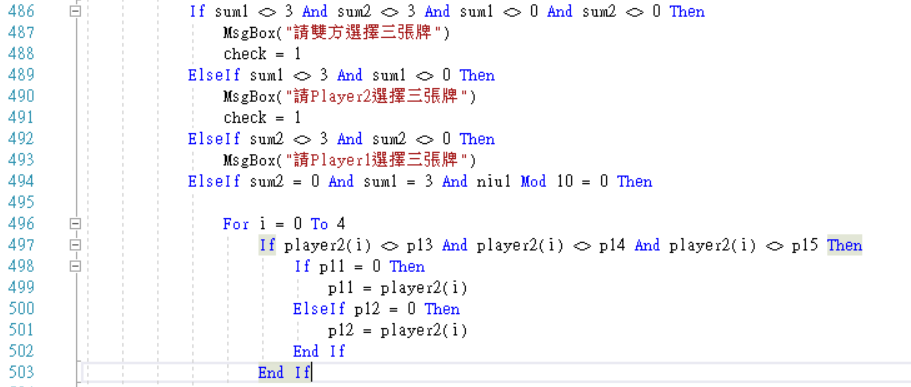 486 If sum1 <> 3 And sum2 <> 3 And sum1 <> 0 And sum2 <> 0 Then
487 MsgBox("請雙方選擇三張牌")
488 check = 1
489 ElseIf sum1 <> 3 And sum1 <> 0 Then
490 MsgBox("請Player2選擇三張牌")
491 check = 1
492 ElseIf sum2 <> 3 And sum2 <> 0 Then
493 MsgBox("請Player1選擇三張牌")
494 ElseIf sum2 = 0 And sum1 = 3 And niu1 Mod 10 = 0 Then
495
496 For i = 0 To 4
497 If player2(i) <> p13 And player2(i) <> p14 And player2(i) <> p15 Then
498 If p11 = 0 Then
499 p11 = player2(i)
500 ElseIf p12 = 0 Then
501 p12 = player2(i)
502 End If
503 End If